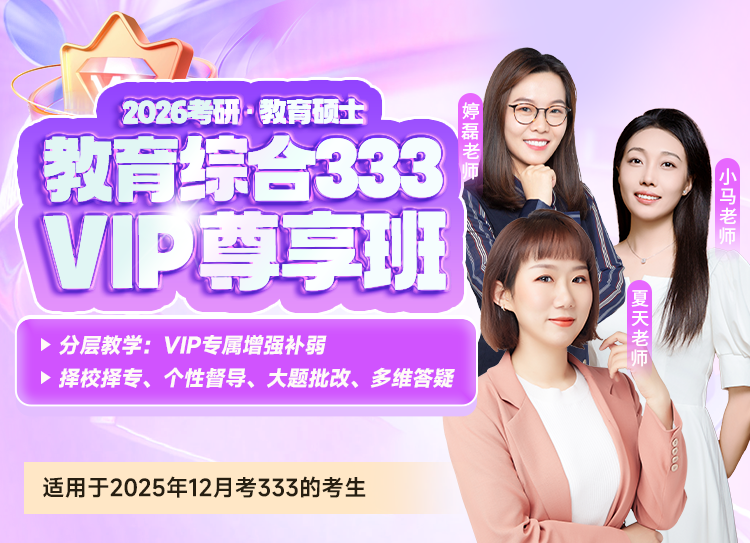 2026考研·教育硕士
教育综合333
VIP尊享班
▶ 分层教学：VIP专属增强补弱
▶ 择校择专、个性督导、大题批改、多维答疑
适用于2025年12月考333的考生
婷磊老师
小马老师
夏天老师